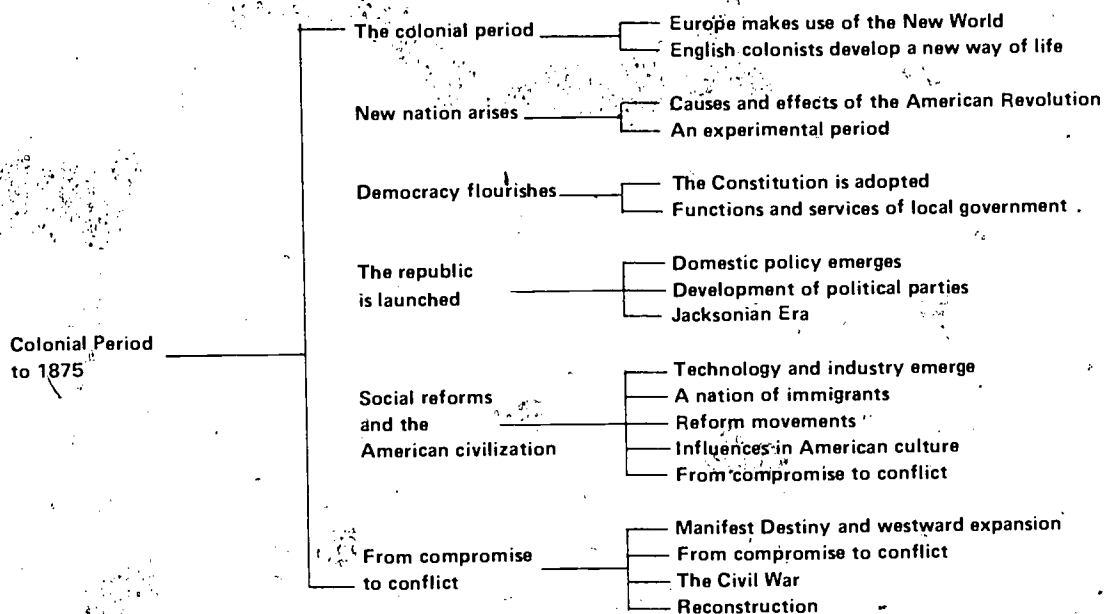 The colonial period
Europe makes use of the New World
English colonists develop a new way of life
New nation arises
Causes and effects of the American Revolution
An experimental period
Democracy flourishes
The Constitution is adopted
Functions and services of local government
The republic
is launched
Domestic policy emerges
Development of political parties
Jacksonian Era
Colonial Period
to 1875
Social reforms
and the
American civilization
Technology and industry emerge
A nation of immigrants
Reform movements
Influences in American culture
From compromise to conflict
From compromise
to conflict
Manifest Destiny and westward expansion
From compromise to conflict
The Civil War
Reconstruction